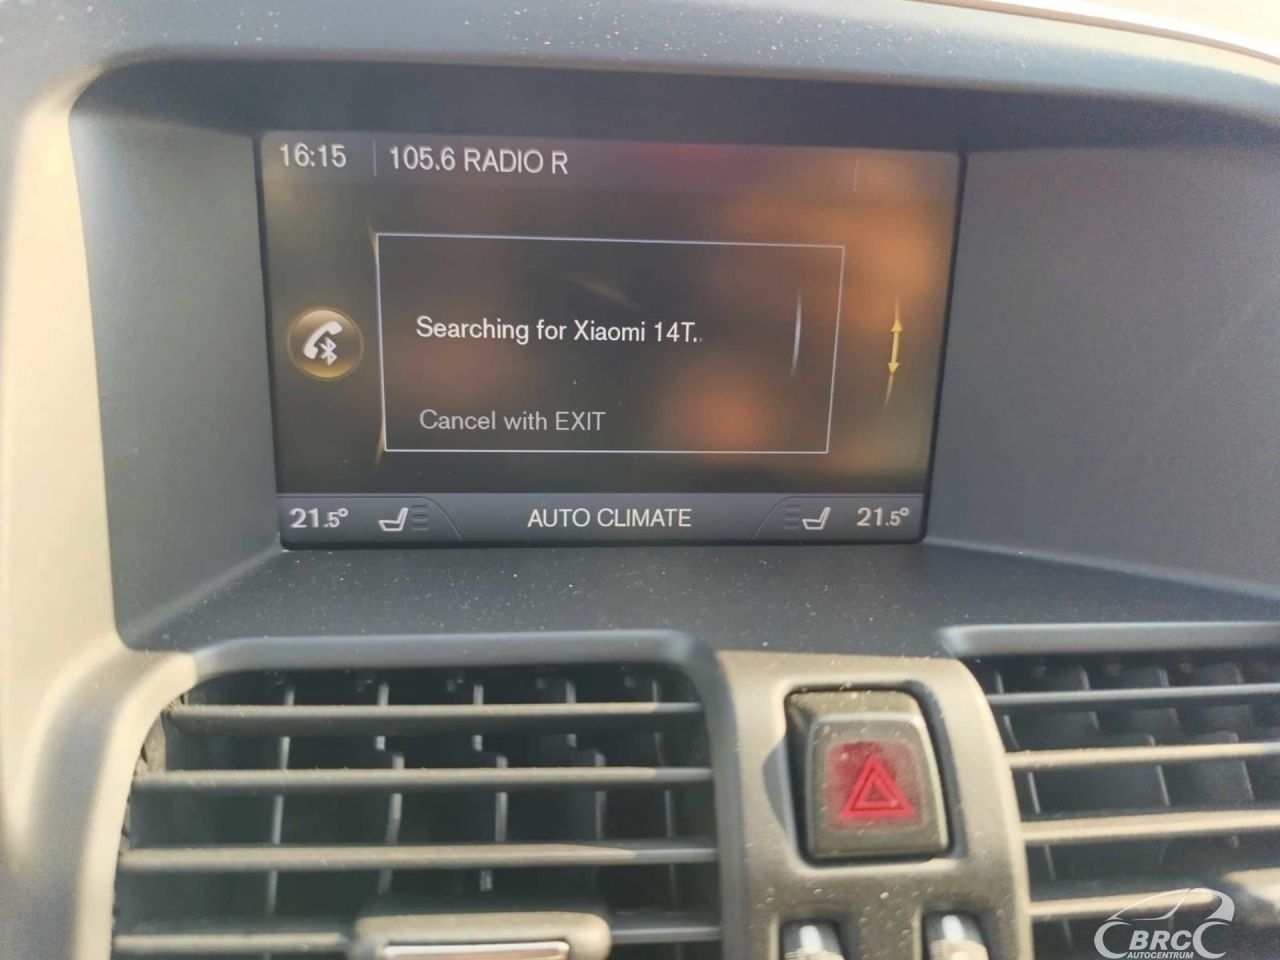 16:15 105.6 RADIO R
Searching for Xiaomi 14T..
Cancel with EXIT
21.5° AUTO CLIMATE 21.5°
BRC
AUTOCENTRUM